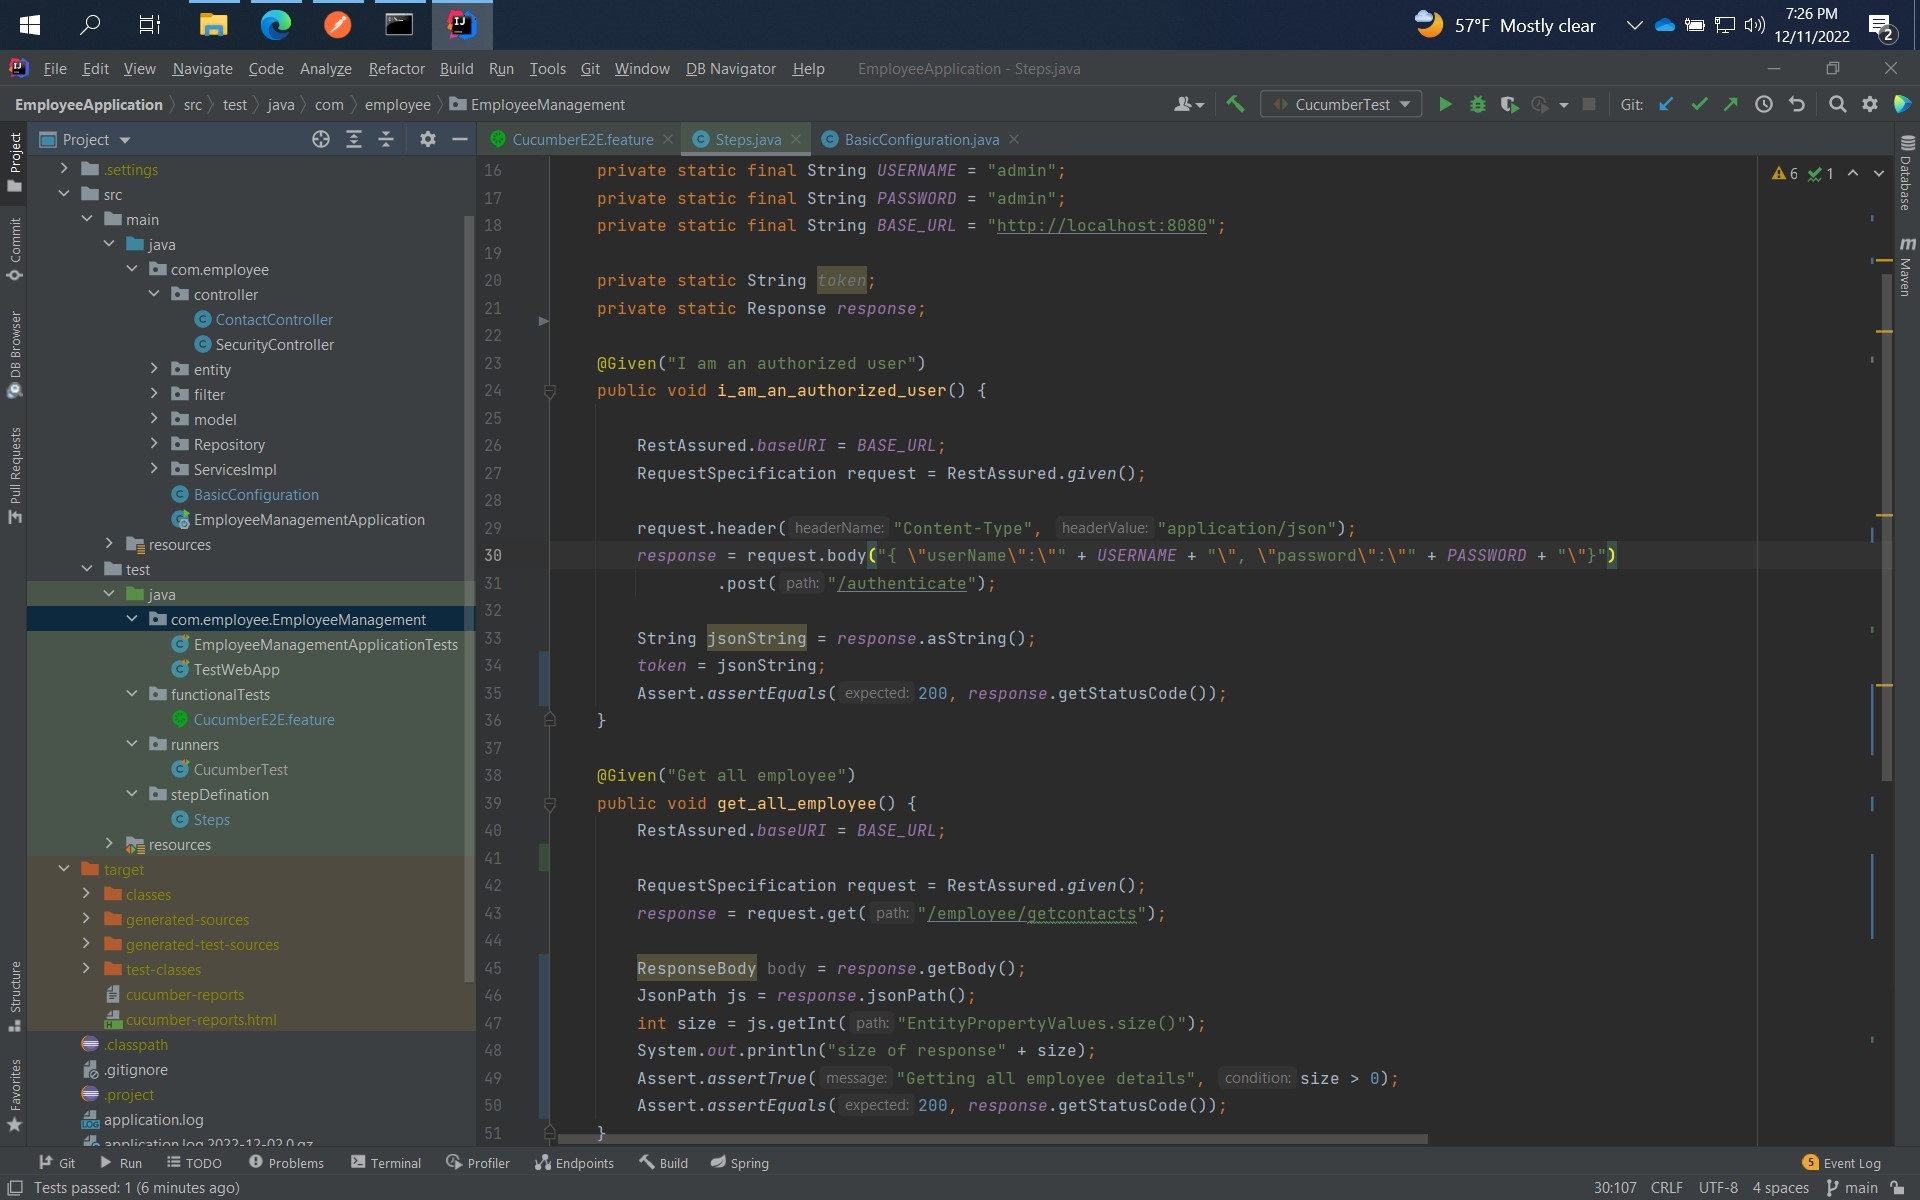 57°F Mostly clear
7:26 PM
12/11/2022
2
File Edit View Navigate Code Analyze Refactor Build Run Tools Git Window DB Navigator Help EmployeeApplication - Steps.java
EmployeeApplication src test java com employee EmployeeManagement CucumberTest Git:
Project CucumberE2E.feature Steps.java BasicConfiguration.java
Project
Commit
DB Browser
Pull Requests
Structure
Favorites
.settings
src
main
java
com.employee
controller
ContactController
SecurityController
entity
filter
model
Repository
ServicesImpl
BasicConfiguration
EmployeeManagementApplication
resources
test
java
com.employee.EmployeeManagement
EmployeeManagementApplicationTests
TestWebApp
functionalTests
CucumberE2E.feature
runners
CucumberTest
stepDefination
Steps
resources
target
classes
generated-sources
generated-test-sources
test-classes
cucumber-reports
cucumber-reports.html
.classpath
.gitignore
.project
application.log
application.log.2022-12-02.0.gz
16 private static final String USERNAME = "admin";
17 private static final String PASSWORD = "admin";
18 private static final String BASE_URL = "http://localhost:8080";
19
20 private static String token;
21 private static Response response;
22
23 @Given("I am an authorized user")
24 public void i_am_an_authorized_user() {
25
26 RestAssured.baseURI = BASE_URL;
27 RequestSpecification request = RestAssured.given();
28
29 request.header( headerName: "Content-Type", headerValue: "application/json");
30 response = request.body("{ \"userName\":\"" + USERNAME + "\", \"password\":\"" + PASSWORD + "\"}")
31 .post( path: "/authenticate");
32
33 String jsonString = response.asString();
34 token = jsonString;
35 Assert.assertEquals( expected: 200, response.getStatusCode());
36 }
37
38 @Given("Get all employee")
39 public void get_all_employee() {
40 RestAssured.baseURI = BASE_URL;
41
42 RequestSpecification request = RestAssured.given();
43 response = request.get( path: "/employee/getcontacts");
44
45 ResponseBody body = response.getBody();
46 JsonPath js = response.jsonPath();
47 int size = js.getInt( path: "EntityPropertyValues.size()");
48 System.out.println("size of response" + size);
49 Assert.assertTrue( message: "Getting all employee details", condition: size > 0);
50 Assert.assertEquals( expected: 200, response.getStatusCode());
51 }
6 1
Database
Maven
Git Run TODO Problems Terminal Profiler Endpoints Build Spring 5 Event Log
Tests passed: 1 (6 minutes ago) 30:107 CRLF UTF-8 4 spaces main